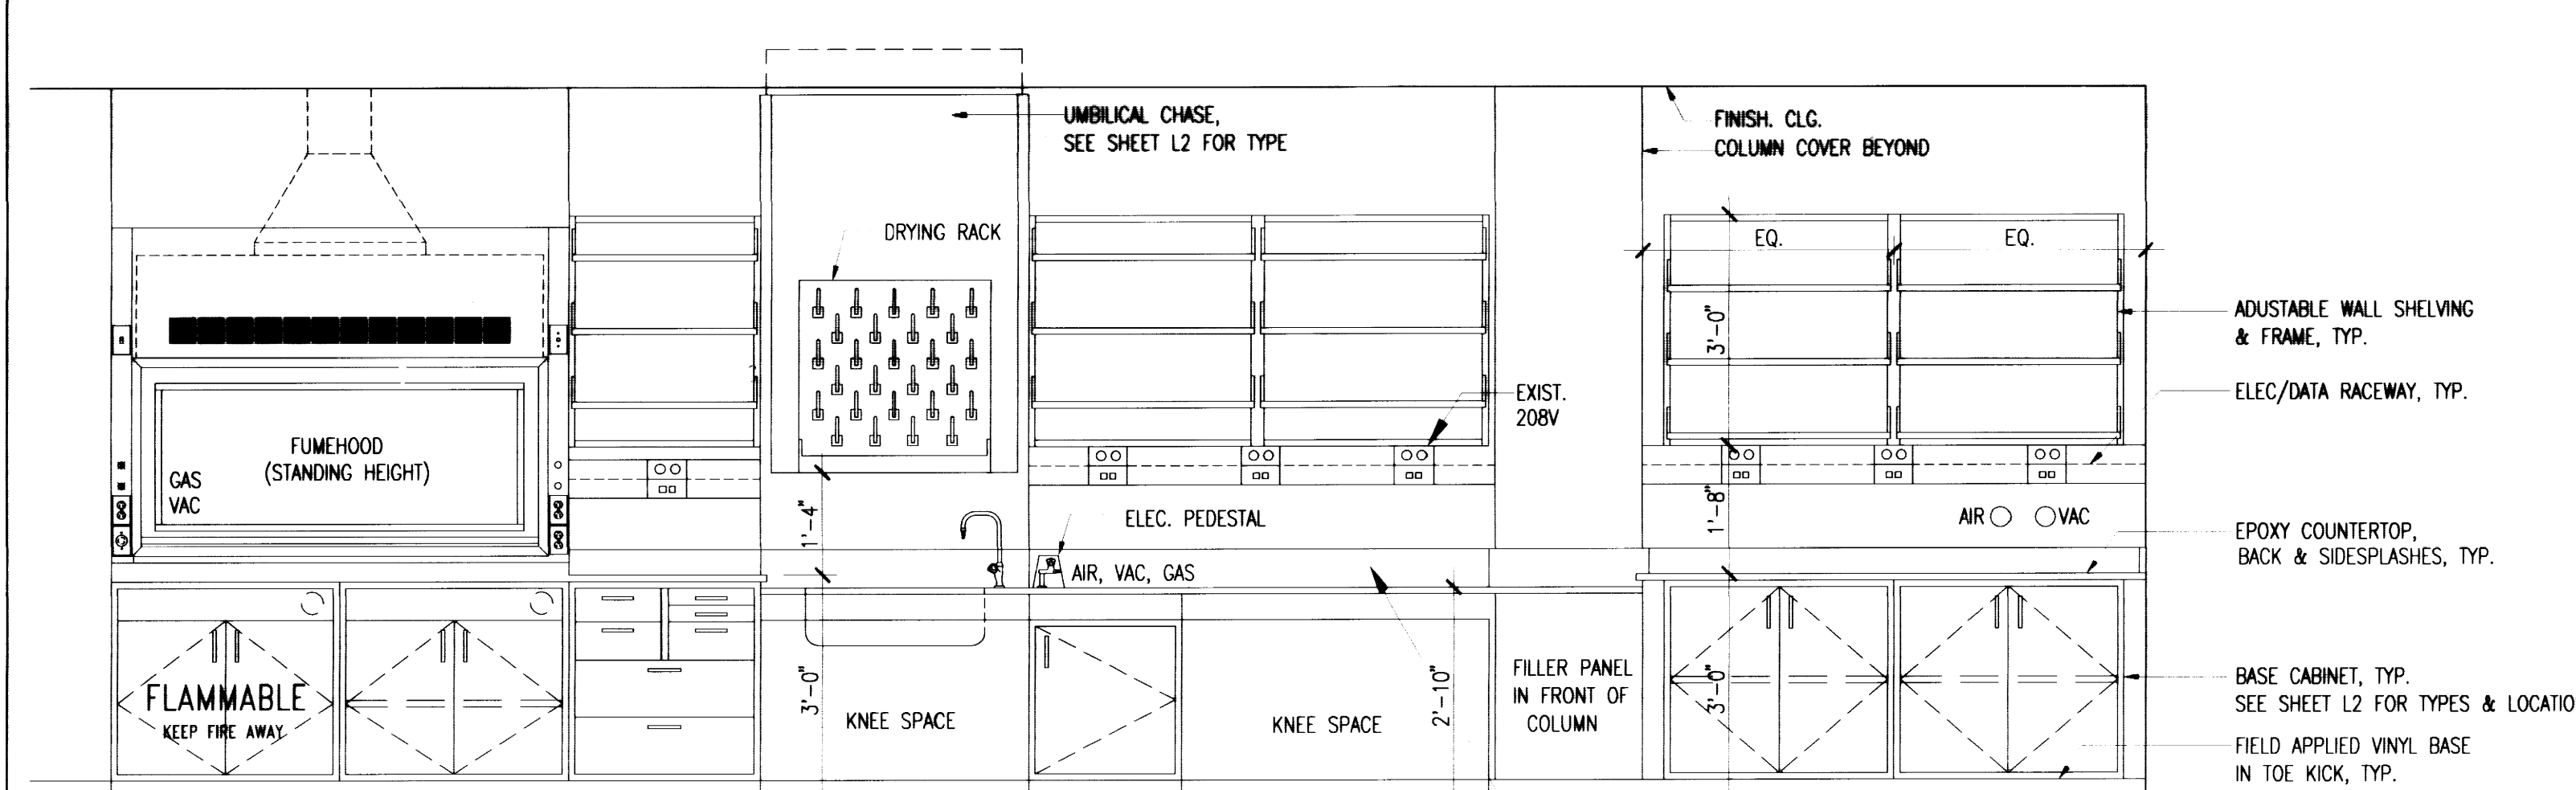 UMBILICAL CHASE,
SEE SHEET L2 FOR TYPE
FINISH. CLG.
COLUMN COVER BEYOND
DRYING RACK
EQ.
EQ.
3'-0"
ADUSTABLE WALL SHELVING
& FRAME, TYP.
EXIST.
208V
ELEC/DATA RACEWAY, TYP.
FUMEHOOD
(STANDING HEIGHT)
GAS
VAC
1'-4"
ELEC. PEDESTAL
1'-8"
AIR
VAC
EPOXY COUNTERTOP,
BACK & SIDESPLASHES, TYP.
AIR, VAC, GAS
FLAMMABLE
KEEP FIRE AWAY
3'-0"
KNEE SPACE
KNEE SPACE
2'-10"
FILLER PANEL
IN FRONT OF
COLUMN
3'-0"
BASE CABINET, TYP.
SEE SHEET L2 FOR TYPES & LOCATIO
FIELD APPLIED VINYL BASE
IN TOE KICK, TYP.